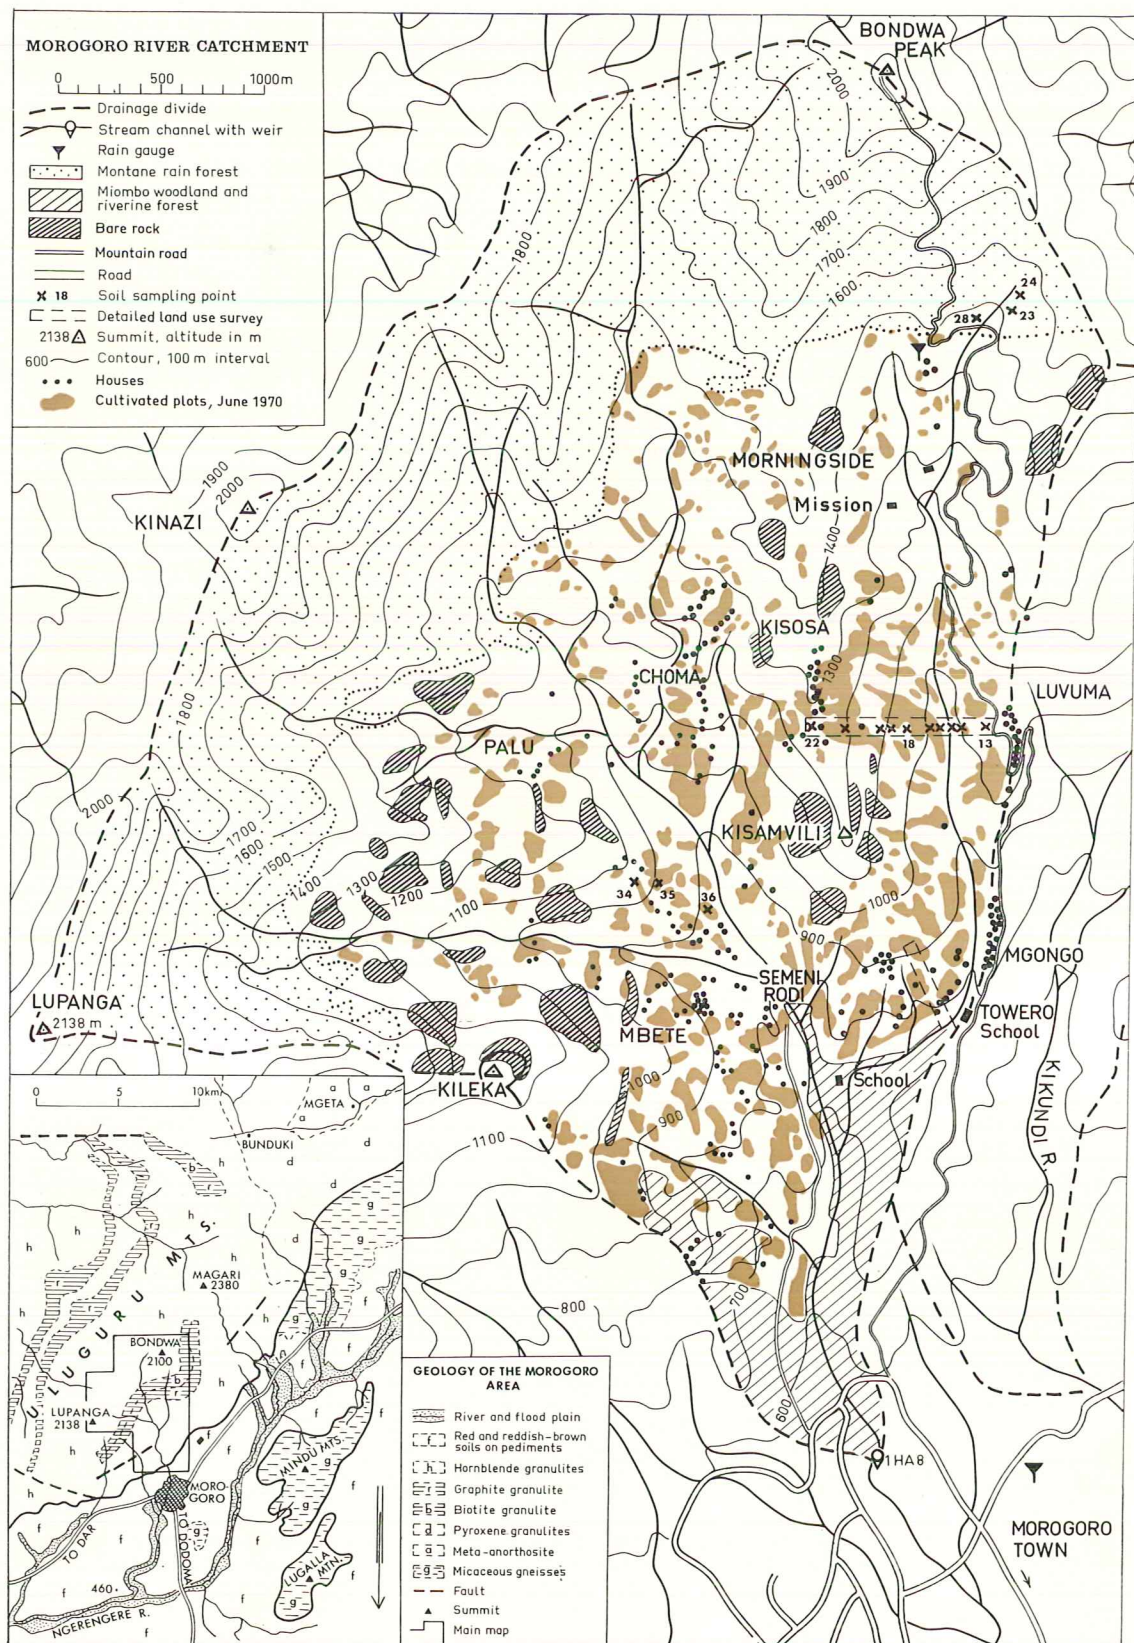 MOROGORO RIVER CATCHMENT
0 500 1000m
Drainage divide
Stream channel with weir
Rain gauge
Montane rain forest
Miombo woodland and
riverine forest
Bare rock
Mountain road
Road
18 Soil sampling point
Detailed land use survey
2138 Summit, altitude in m
600 Contour, 100 m interval
Houses
Cultivated plots, June 1970
BONDWA
PEAK
2000
1900
1800
1700
1600
1800
24
23
28
1900
2000
KINAZI
MORNINGSIDE
Mission
1400
KISOSA
1300
CHOMA
LUVUMA
1800
PALU
22
18
13
2000
KISAMVILI
1700
1600
1500
1400
1300
1200
1100
34
35
36
1000
900
MGONGO
SEMENI
RODI
LUPANGA
2138 m
TOWERO
School
MBETE
KILEKA
School
1000
900
1100
KIKUNDI R.
800
700
600
1HA8
MOROGORO
TOWN
0 5 10km
a
a
MGETA
a
BUNDUKI
d
d
d
g
b
h
h
h
d
g
h
h
MAGARI
2380
h
r
h
g
f
f
ULUGURU MTS.
BONDWA
2100
b
r
h
f
LUPANGA
2138
h
r
f
f
f
f
MINDU MTS.
g
g
h
MORO-
GORO
f
g
TO DAR
TO DODOMA
f
f
LUGALLA
MTN.
f
g
460
f
f
NGERENGERE R.
f
GEOLOGY OF THE MOROGORO
AREA
River and flood plain
f Red and reddish-brown
soils on pediments
h Hornblende granulites
r Graphite granulite
b Biotite granulite
d Pyroxene granulites
a Meta-anorthosite
g Micaceous gneisses
Fault
Summit
Main map